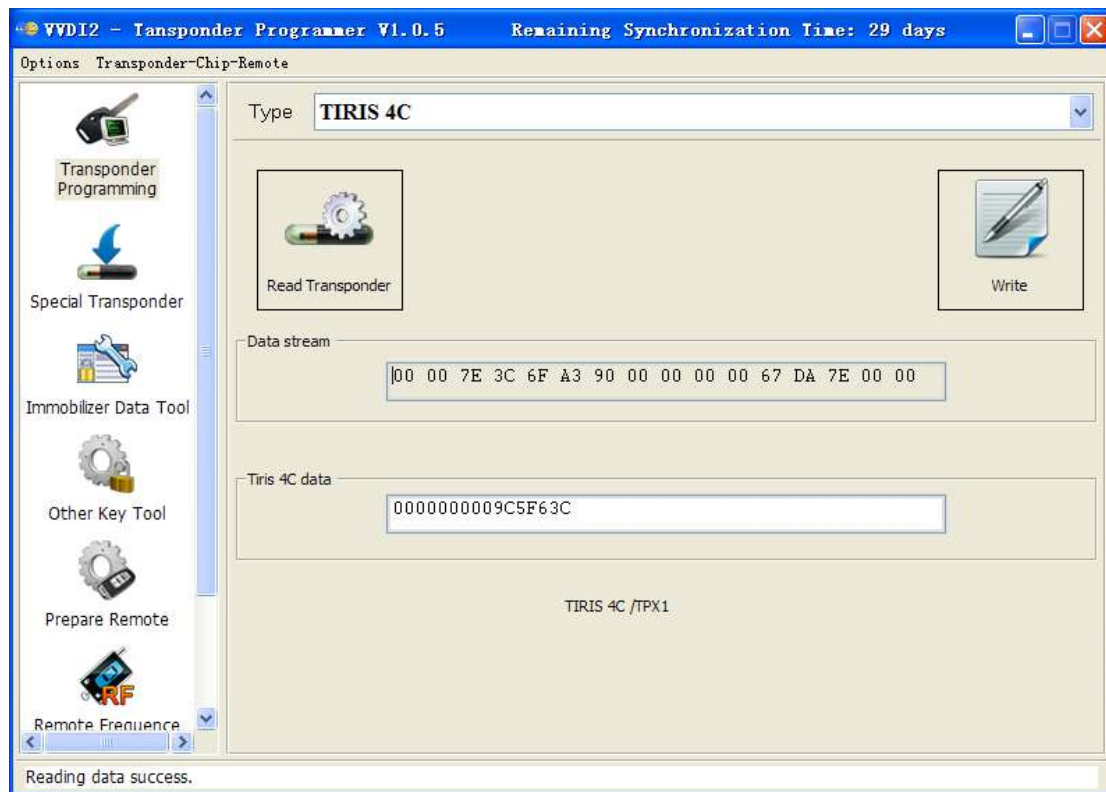 VVDI2 - Tansponder Programmer V1.0.5 Remaining Synchronization Time: 29 days
Options Transponder-Chip-Remote
Transponder
Programming
Special Transponder
Immobilizer Data Tool
Other Key Tool
Prepare Remote
RF
Remote Frequence
Type TIRIS 4C
Read Transponder
Write
Data stream
00 00 7E 3C 6F A3 90 00 00 00 00 67 DA 7E 00 00
Tiris 4C data
0000000009C5F63C
TIRIS 4C /TPX1
Reading data success.